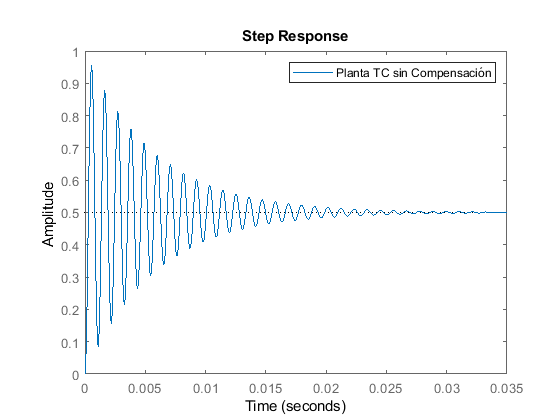 Step Response
Planta TC sin Compensación
Amplitude
1
0.9
0.8
0.7
0.6
0.5
0.4
0.3
0.2
0.1
0
0 0.005 0.01 0.015 0.02 0.025 0.03 0.035
Time (seconds)